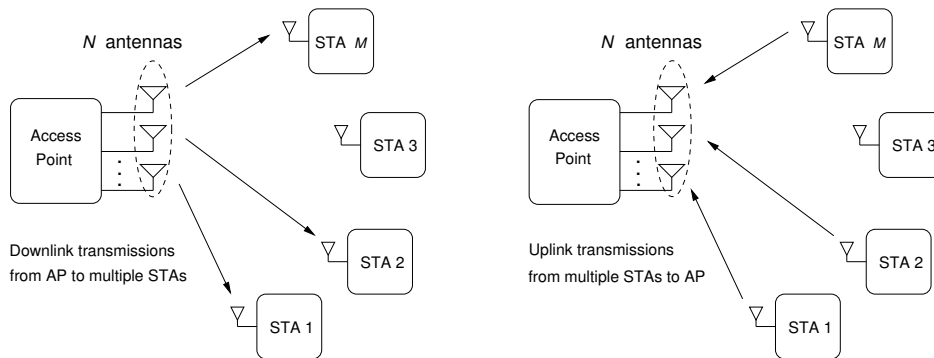 N antennas
Access
Point
STA M
STA 3
STA 2
STA 1
Downlink transmissions
from AP to multiple STAs
N antennas
Access
Point
STA M
STA 3
STA 2
STA 1
Uplink transmissions
from multiple STAs to AP